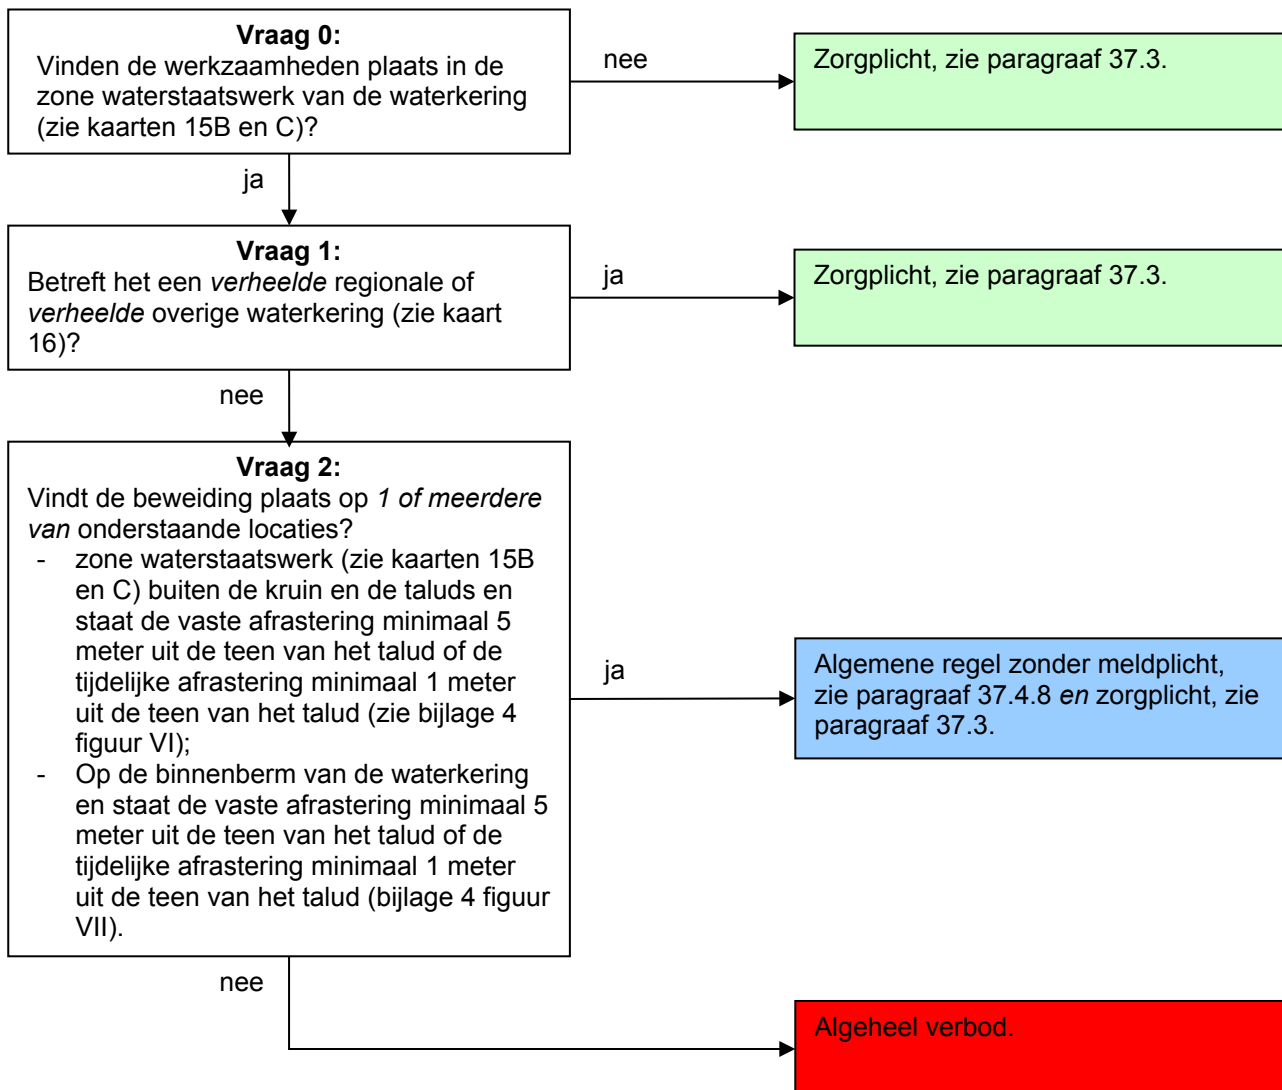 Vraag 0:
Vinden de werkzaamheden plaats in de
zone waterstaatswerk van de waterkering
(zie kaarten 15B en C)?
nee
Zorgplicht, zie paragraaf 37.3.
ja
Vraag 1:
Betreft het een verheelde regionale of
verheelde overige waterkering (zie kaart
16)?
ja
Zorgplicht, zie paragraaf 37.3.
nee
Vraag 2:
Vindt de beweiding plaats op 1 of meerdere
van onderstaande locaties?
- zone waterstaatswerk (zie kaarten 15B
en C) buiten de kruin en de taluds en
staat de vaste afrastering minimaal 5
meter uit de teen van het talud of de
tijdelijke afrastering minimaal 1 meter
uit de teen van het talud (zie bijlage 4
figuur VI);
- Op de binnenberm van de waterkering
en staat de vaste afrastering minimaal 5
meter uit de teen van het talud of de
tijdelijke afrastering minimaal 1 meter
uit de teen van het talud (bijlage 4 figuur
VII).
ja
Algemene regel zonder meldplicht,
zie paragraaf 37.4.8 en zorgplicht, zie
paragraaf 37.3.
nee
Algeheel verbod.